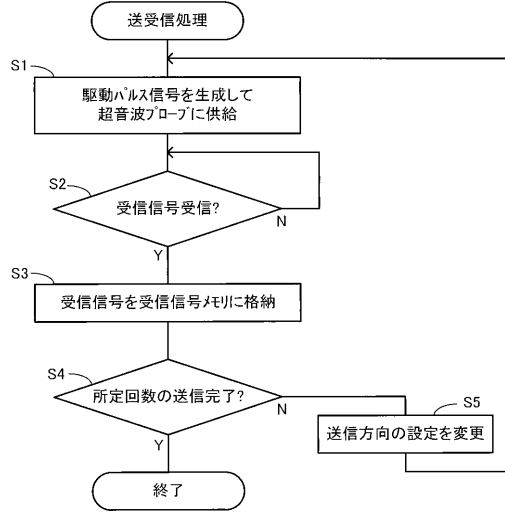 送受信処理
S1
駆動パルス信号を生成して
超音波プローブに供給
S2
受信信号受信?
N
Y
S3
受信信号を受信信号メモリに格納
S4
所定回数の送信完了?
N
S5
送信方向の設定を変更
Y
終了